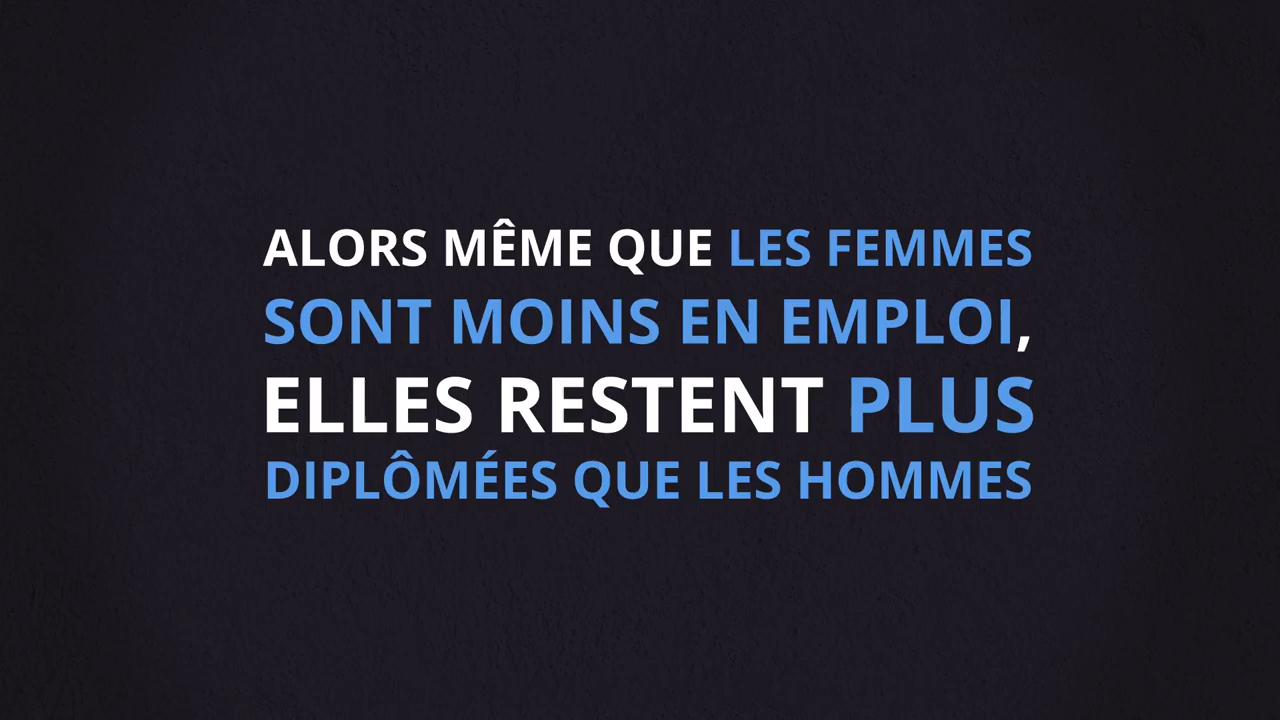 ALORS MÊME QUE LES FEMMES
SONT MOINS EN EMPLOI,
ELLES RESTENT PLUS
DIPLÔMÉES QUE LES HOMMES